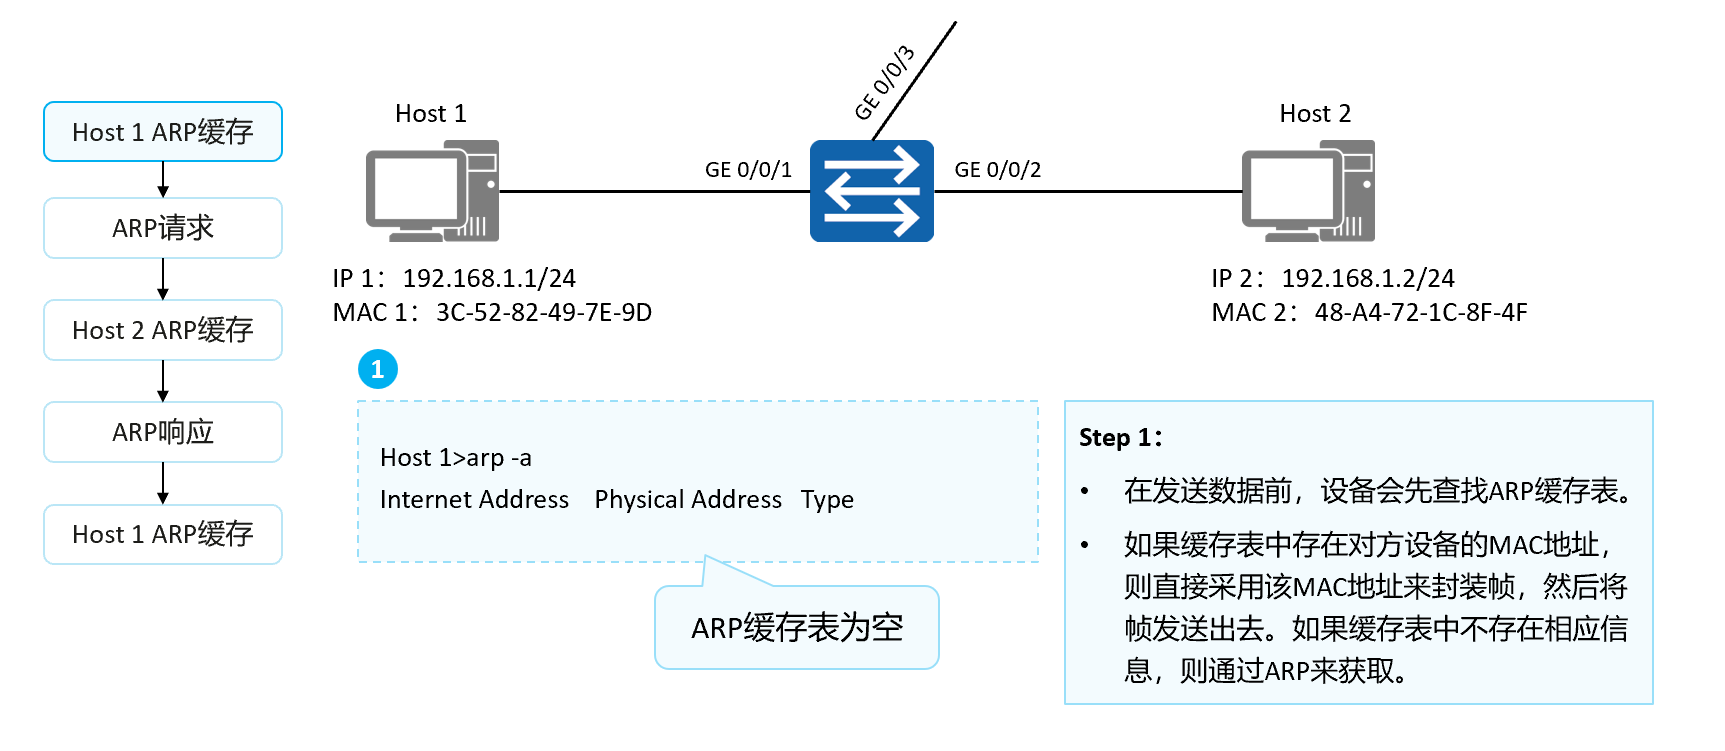 Host 1 ARP缓存
ARP请求
Host 2 ARP缓存
ARP响应
Host 1 ARP缓存
GE 0/0/3
Host 1
Host 2
GE 0/0/1
GE 0/0/2
IP 1：192.168.1.1/24
MAC 1：3C-52-82-49-7E-9D
IP 2：192.168.1.2/24
MAC 2：48-A4-72-1C-8F-4F
1
Host 1>arp -a
Internet Address Physical Address Type
ARP缓存表为空
Step 1：
• 在发送数据前，设备会先查找ARP缓存表。
• 如果缓存表中存在对方设备的MAC地址，
则直接采用该MAC地址来封装帧，然后将
帧发送出去。如果缓存表中不存在相应信
息，则通过ARP来获取。